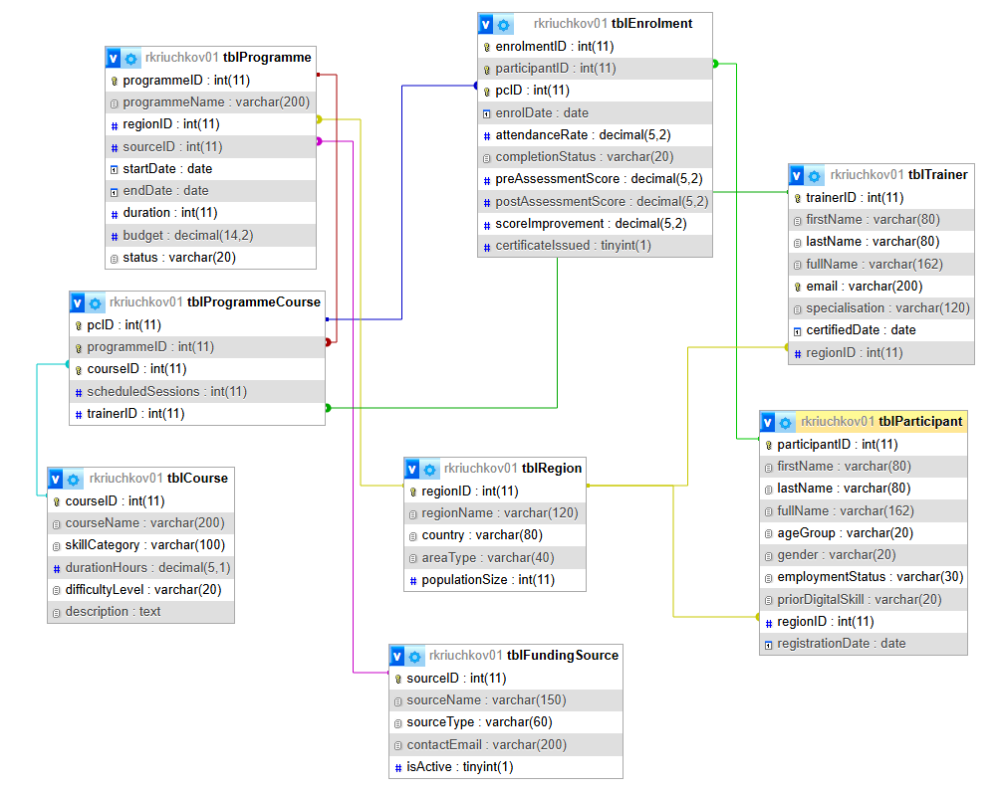 rkriuchkov01 tblProgramme
programmeID : int(11)
programmeName : varchar(200)
regionID : int(11)
sourceID : int(11)
startDate : date
endDate : date
duration : int(11)
budget : decimal(14,2)
status : varchar(20)
rkriuchkov01 tblEnrolment
enrolmentID : int(11)
participantID : int(11)
pcID : int(11)
enrolDate : date
attendanceRate : decimal(5,2)
completionStatus : varchar(20)
preAssessmentScore : decimal(5,2)
postAssessmentScore : decimal(5,2)
scoreImprovement : decimal(5,2)
certificateIssued : tinyint(1)
rkriuchkov01 tblTrainer
trainerID : int(11)
firstName : varchar(80)
lastName : varchar(80)
fullName : varchar(162)
email : varchar(200)
specialisation : varchar(120)
certifiedDate : date
regionID : int(11)
rkriuchkov01 tblProgrammeCourse
pcID : int(11)
programmeID : int(11)
courseID : int(11)
scheduledSessions : int(11)
trainerID : int(11)
rkriuchkov01 tblParticipant
participantID : int(11)
firstName : varchar(80)
lastName : varchar(80)
fullName : varchar(162)
ageGroup : varchar(20)
gender : varchar(20)
employmentStatus : varchar(30)
priorDigitalSkill : varchar(20)
regionID : int(11)
registrationDate : date
rkriuchkov01 tblCourse
courseID : int(11)
courseName : varchar(200)
skillCategory : varchar(100)
durationHours : decimal(5,1)
difficultyLevel : varchar(20)
description : text
rkriuchkov01 tblRegion
regionID : int(11)
regionName : varchar(120)
country : varchar(80)
areaType : varchar(40)
populationSize : int(11)
rkriuchkov01 tblFundingSource
sourceID : int(11)
sourceName : varchar(150)
sourceType : varchar(60)
contactEmail : varchar(200)
isActive : tinyint(1)